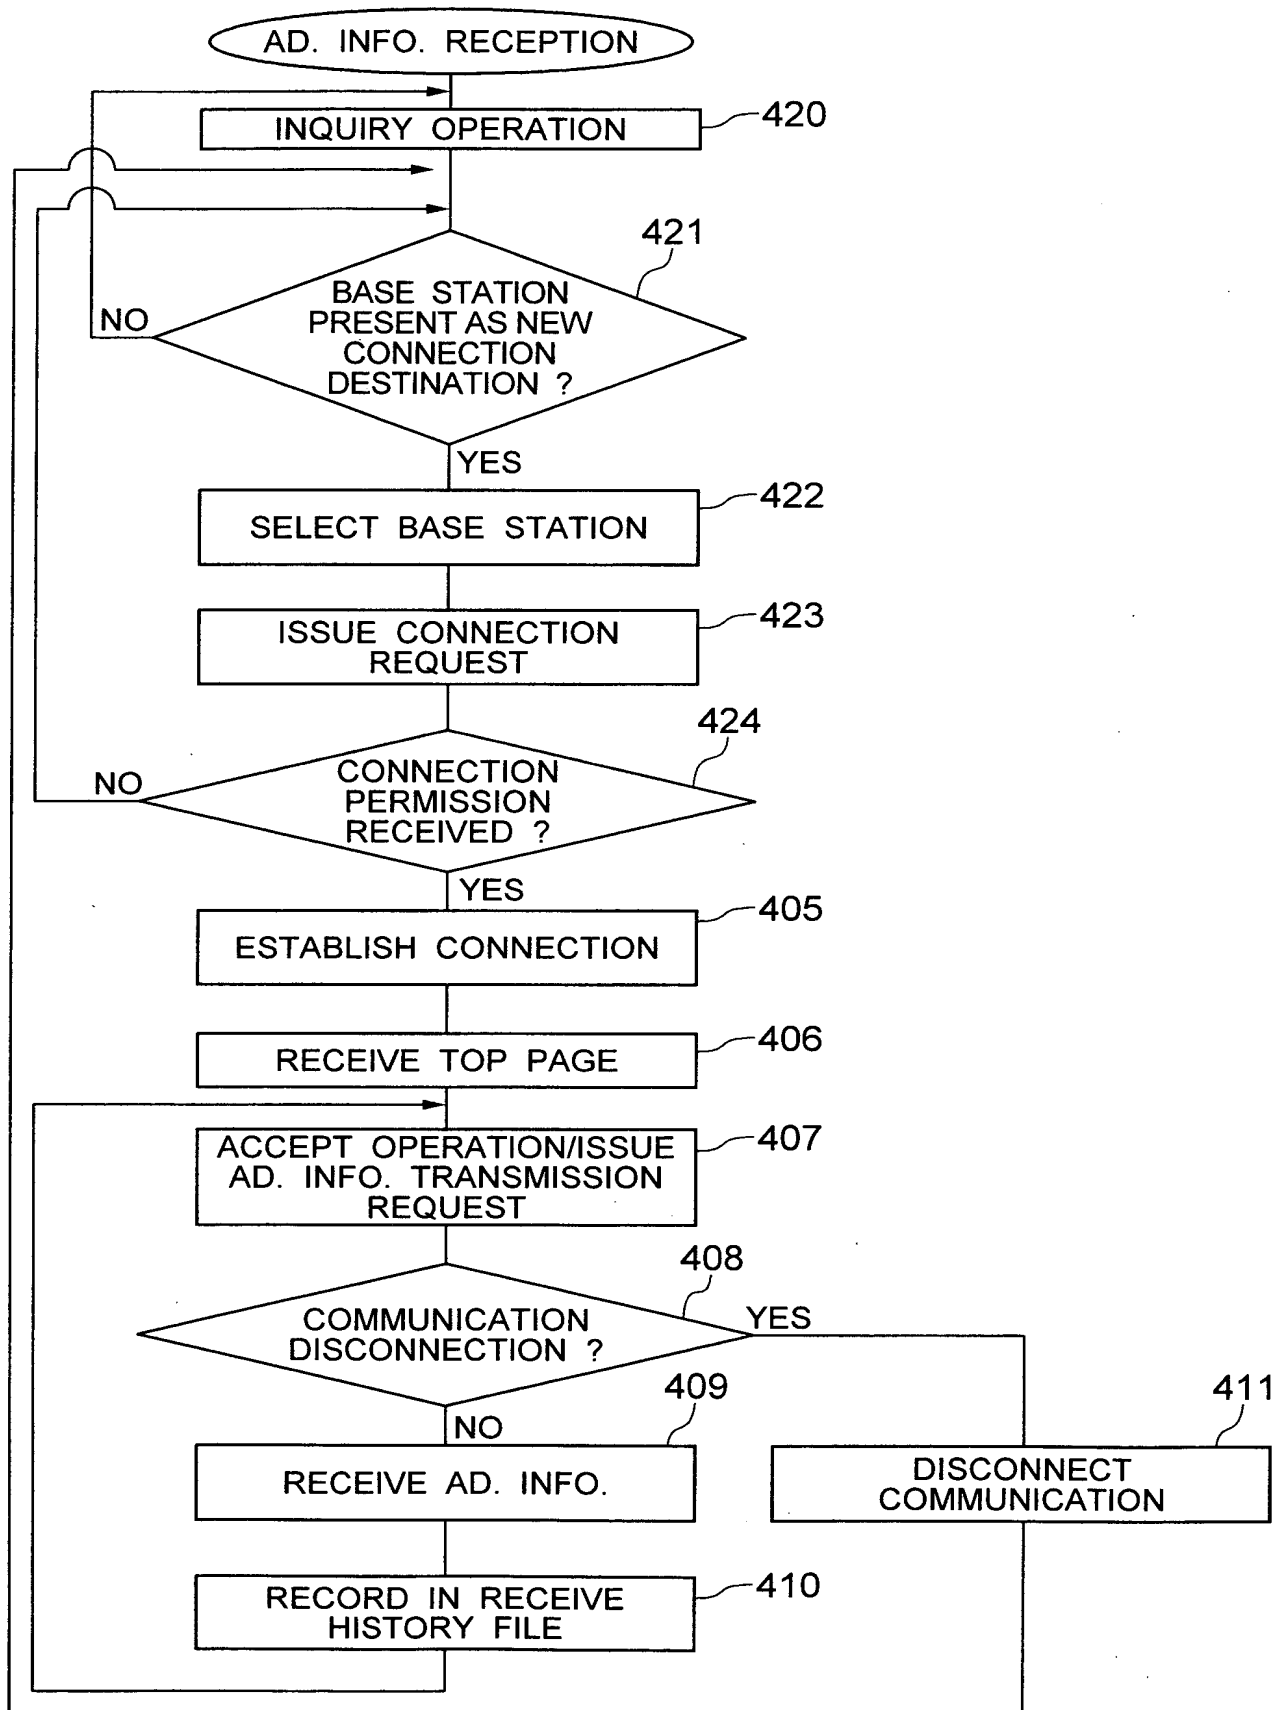 AD. INFO. RECEPTION
INQUIRY OPERATION
420
421
BASE STATION
PRESENT AS NEW
CONNECTION
DESTINATION ?
NO
YES
422
SELECT BASE STATION
423
ISSUE CONNECTION
REQUEST
424
CONNECTION
PERMISSION
RECEIVED ?
NO
YES
405
ESTABLISH CONNECTION
406
RECEIVE TOP PAGE
407
ACCEPT OPERATION/ISSUE
AD. INFO. TRANSMISSION
REQUEST
408
COMMUNICATION
DISCONNECTION ?
YES
NO
409
RECEIVE AD. INFO.
411
DISCONNECT
COMMUNICATION
410
RECORD IN RECEIVE
HISTORY FILE